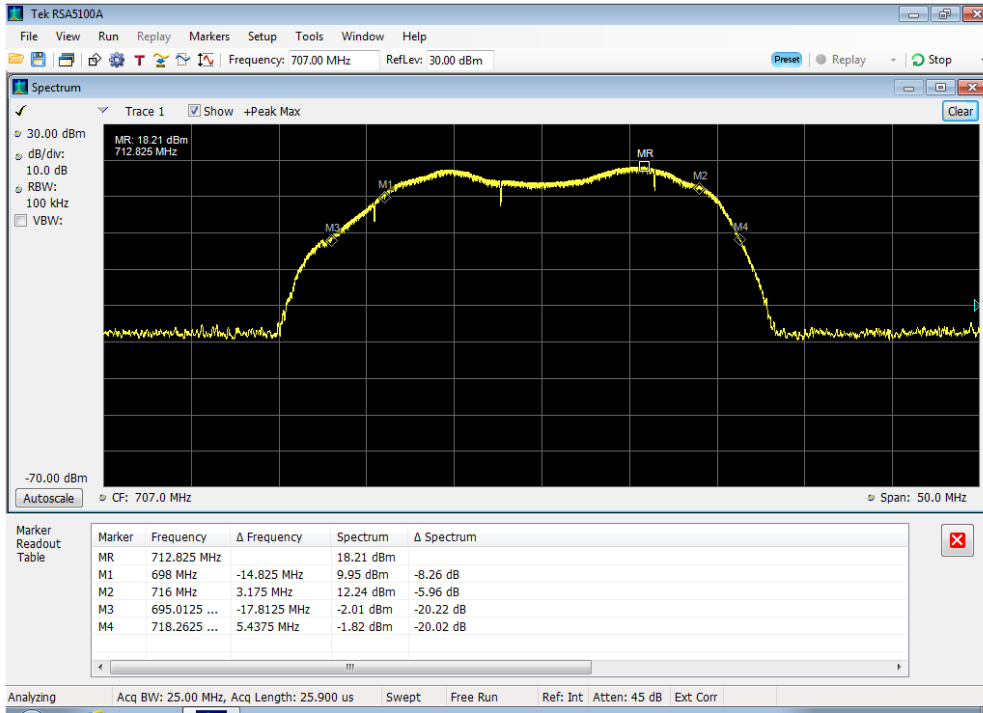 Tek RSA5100A
File View Run Replay Markers Setup Tools Window Help
T Frequency: 707.00 MHz RefLev: 30.00 dBm Preset Replay Stop
Spectrum
Trace 1 Show +Peak Max Clear
30.00 dBm
dB/div:
10.0 dB
RBW:
100 kHz
VBW:
MR: 18.21 dBm
712.825 MHz
MR
M1
M2
M3
M4
-70.00 dBm
Autoscale CF: 707.0 MHz Span: 50.0 MHz
Marker
Readout
Table
Marker Frequency Δ Frequency Spectrum Δ Spectrum
MR 712.825 MHz 18.21 dBm
M1 698 MHz -14.825 MHz 9.95 dBm -8.26 dB
M2 716 MHz 3.175 MHz 12.24 dBm -5.96 dB
M3 695.0125 ... -17.8125 MHz -2.01 dBm -20.22 dB
M4 718.2625 ... 5.4375 MHz -1.82 dBm -20.02 dB
Analyzing Acq BW: 25.00 MHz, Acq Length: 25.900 us Swept Free Run Ref: Int Atten: 45 dB Ext Corr